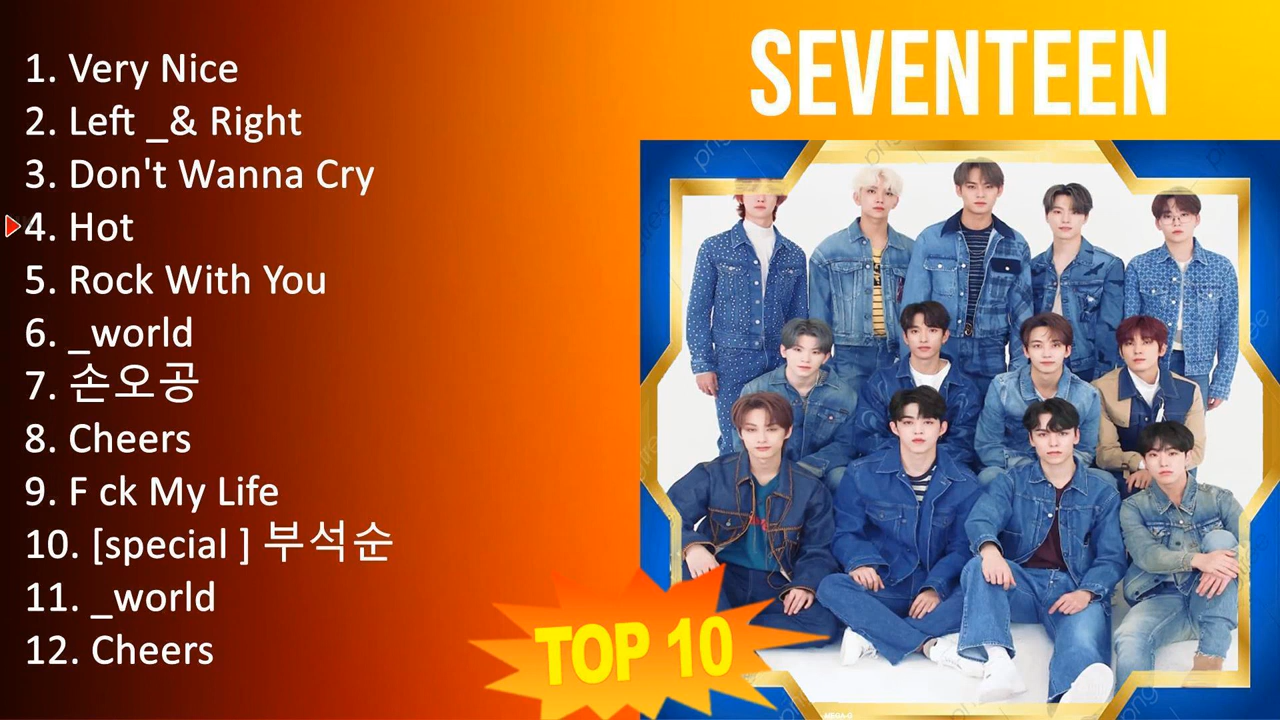 SEVENTEEN
1. Very Nice
2. Left _& Right
3. Don't Wanna Cry
4. Hot
5. Rock With You
6. _world
7. 손오공
8. Cheers
9. F ck My Life
10. [special ] 부석순
11. _world
12. Cheers
TOP 10